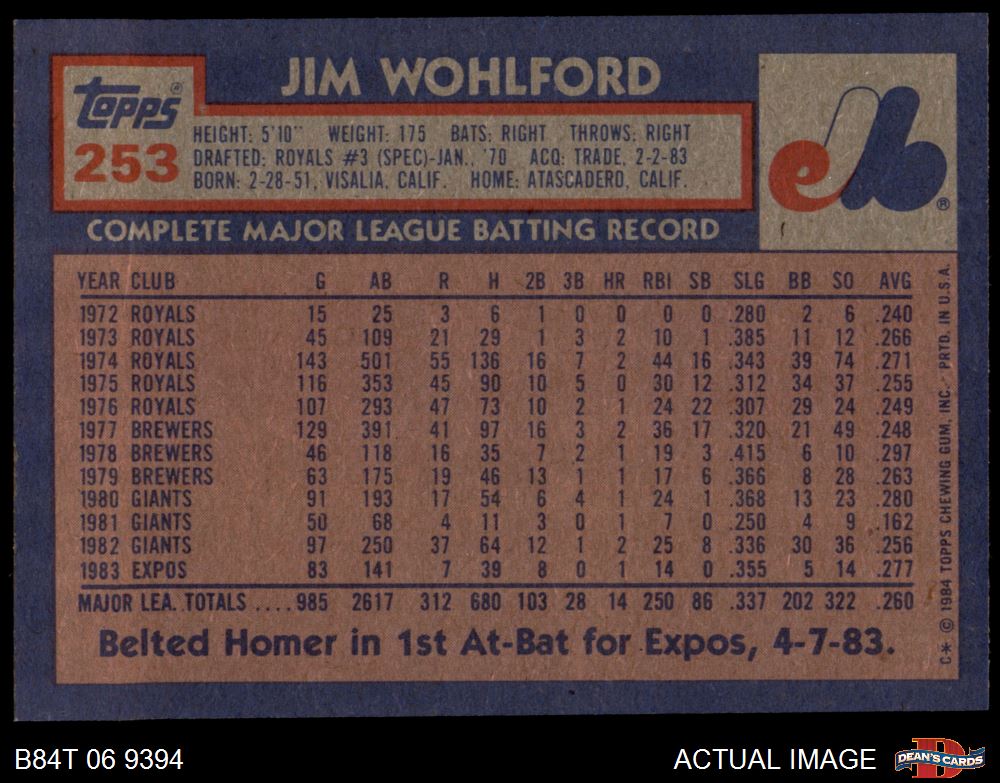 JIM WOHLFORD
Topps®
253
HEIGHT: 5'10" WEIGHT: 175 BATS: RIGHT THROWS: RIGHT
DRAFTED: ROYALS #3 (SPEC)-JAN., '70 ACQ: TRADE, 2-2-83
BORN: 2-28-51, VISALIA, CALIF. HOME: ATASCADERO, CALIF.
eb®
COMPLETE MAJOR LEAGUE BATTING RECORD
YEAR CLUB G AB R H 2B 3B HR RBI SB SLG BB SO AVG
1972 ROYALS 15 25 3 6 1 0 0 0 0 .280 2 6 .240
1973 ROYALS 45 109 21 29 1 3 2 10 1 .385 11 12 .266
1974 ROYALS 143 501 55 136 16 7 2 44 16 .343 39 74 .271
1975 ROYALS 116 353 45 90 10 5 0 30 12 .312 34 37 .255
1976 ROYALS 107 293 47 73 10 2 1 24 22 .307 29 24 .249
1977 BREWERS 129 391 41 97 16 3 2 36 17 .320 21 49 .248
1978 BREWERS 46 118 16 35 7 2 1 19 3 .415 6 10 .297
1979 BREWERS 63 175 19 46 13 1 1 17 6 .366 8 28 .263
1980 GIANTS 91 193 17 54 6 4 1 24 1 .368 13 23 .280
1981 GIANTS 50 68 4 11 3 0 1 7 0 .250 4 9 .162
1982 GIANTS 97 250 37 64 12 1 2 25 8 .336 30 36 .256
1983 EXPOS 83 141 7 39 8 0 1 14 0 .355 5 14 .277
MAJOR LEA. TOTALS ....985 2617 312 680 103 28 14 250 86 .337 202 322 .260
Belted Homer in 1st At-Bat for Expos, 4-7-83.
C* © 1984 TOPPS CHEWING GUM, INC. PRTD. IN U.S.A.
B84T 06 9394
ACTUAL IMAGE
D
DEAN'S CARDS